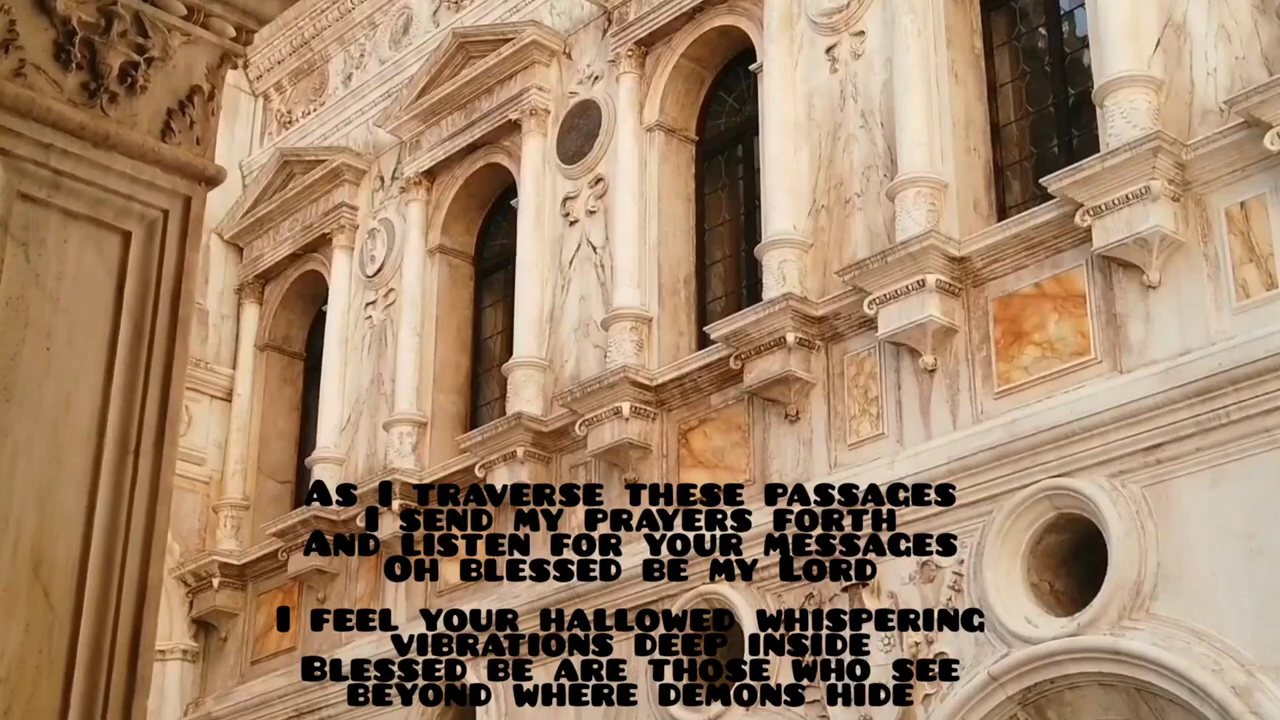 As I traverse these passages
I send my prayers forth
And listen for your messages
Oh blessed be my Lord
I feel your hallowed whispering
vibrations deep inside
Blessed be are those who see
beyond where demons hide